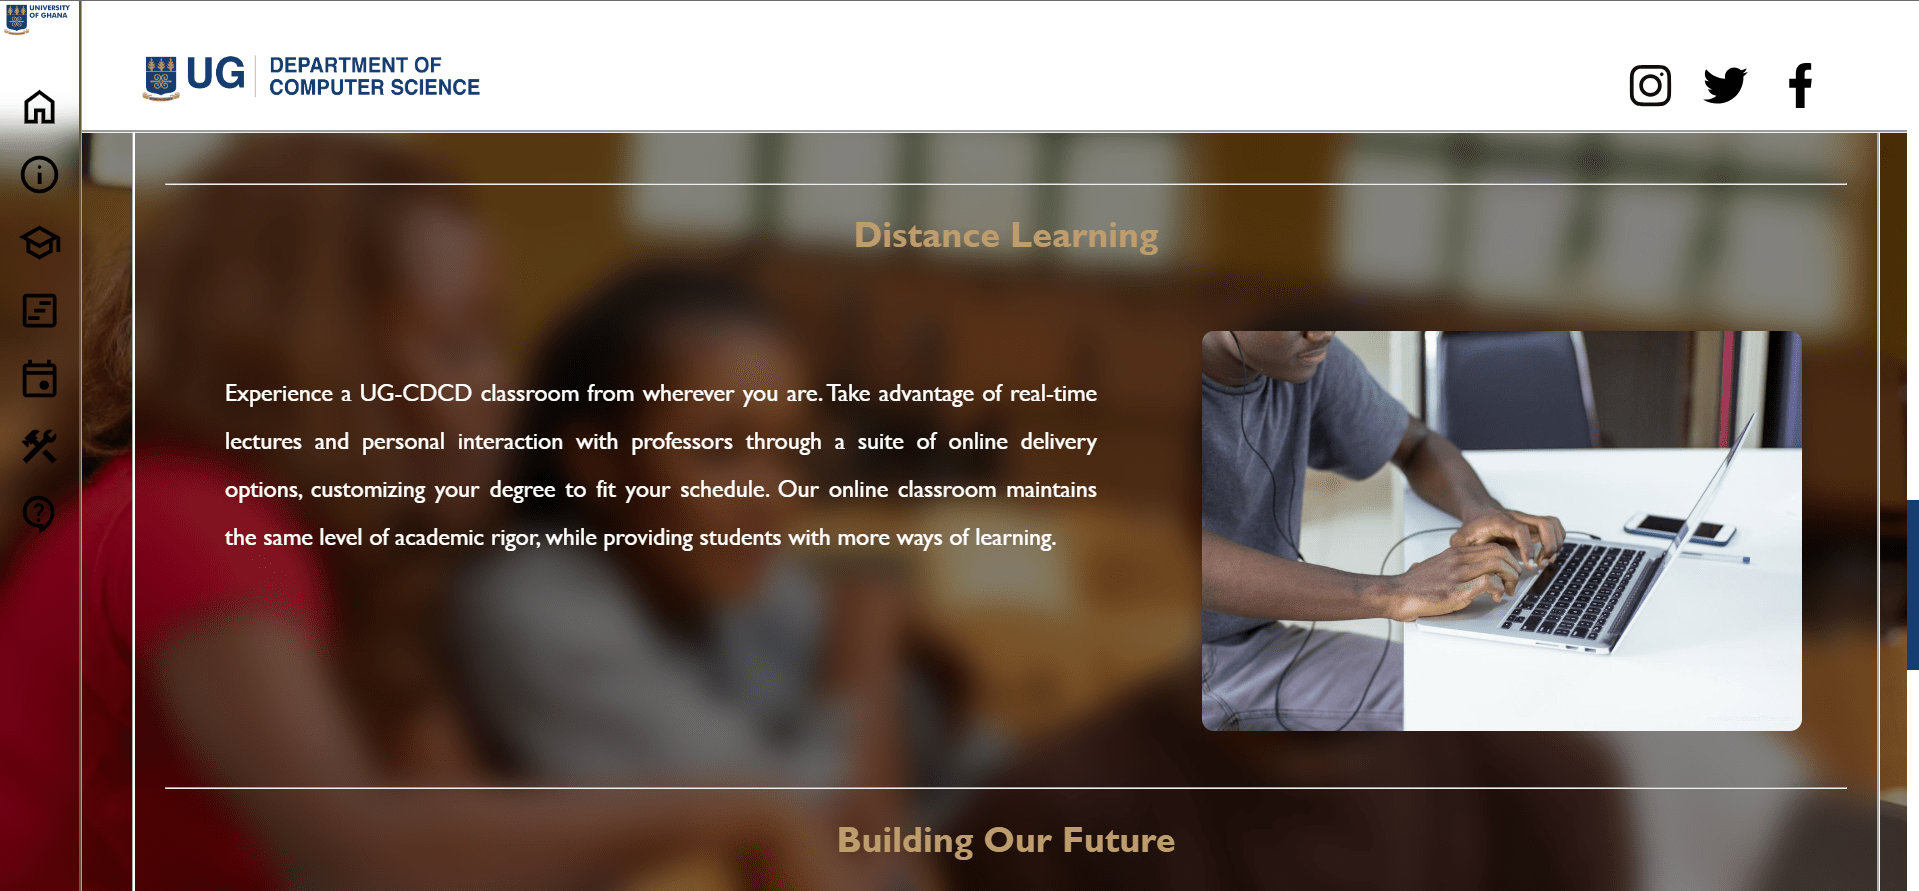 UNIVERSITY
OF GHANA
UG
DEPARTMENT OF
COMPUTER SCIENCE
Distance Learning
Experience a UG-CDCD classroom from wherever you are. Take advantage of real-time
lectures and personal interaction with professors through a suite of online delivery
options, customizing your degree to fit your schedule. Our online classroom maintains
the same level of academic rigor, while providing students with more ways of learning.
Building Our Future